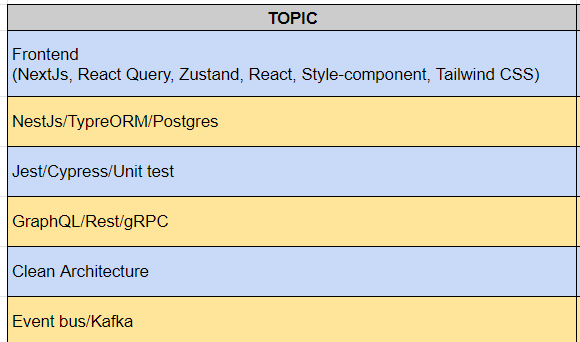 TOPIC
Frontend
(NextJs, React Query, Zustand, React, Style-component, Tailwind CSS)
NestJs/TypreORM/Postgres
Jest/Cypress/Unit test
GraphQL/Rest/gRPC
Clean Architecture
Event bus/Kafka